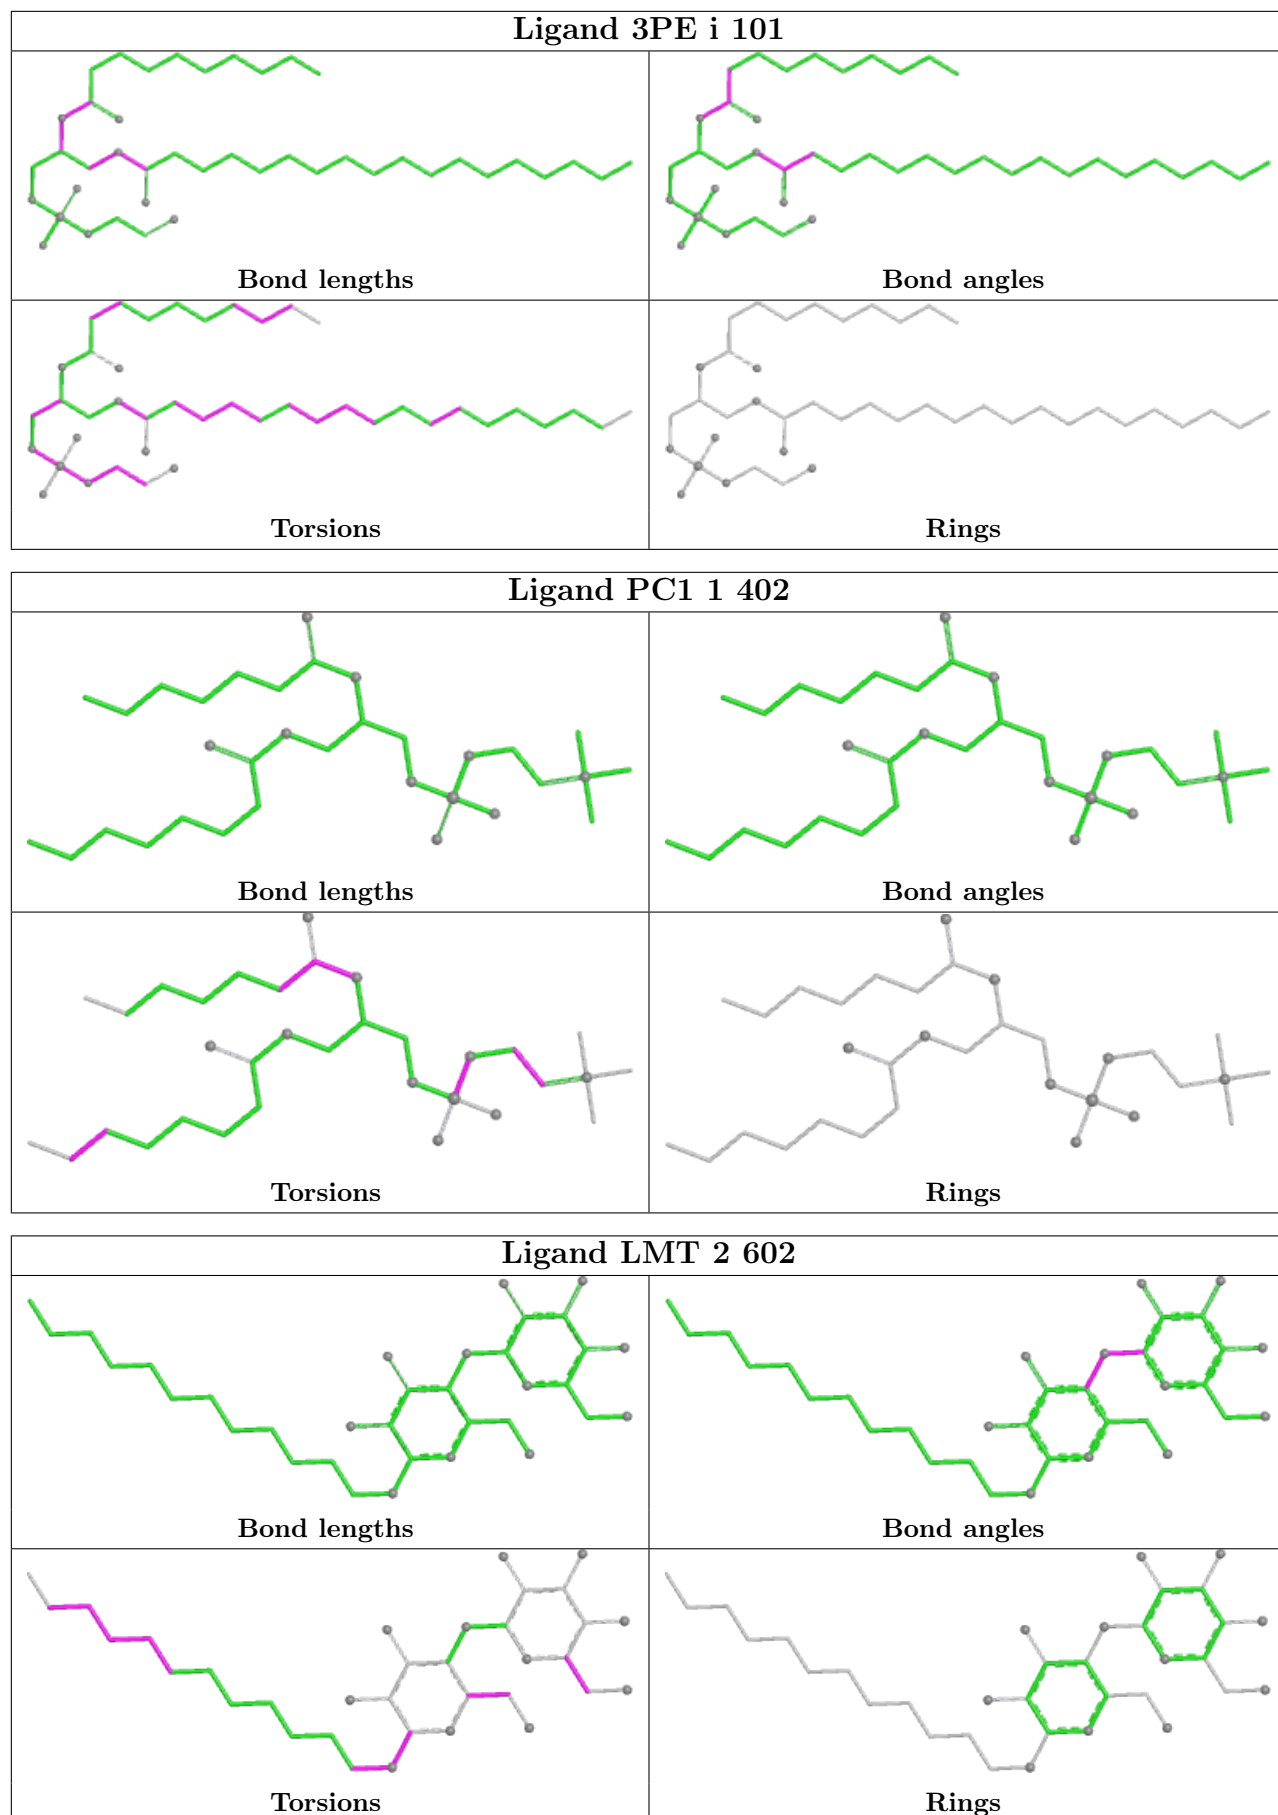 Ligand 3PE i 101
Bond lengths
Bond angles
Torsions
Rings
Ligand PC1 1 402
Bond lengths
Bond angles
Torsions
Rings
Ligand LMT 2 602
Bond lengths
Bond angles
Torsions
Rings